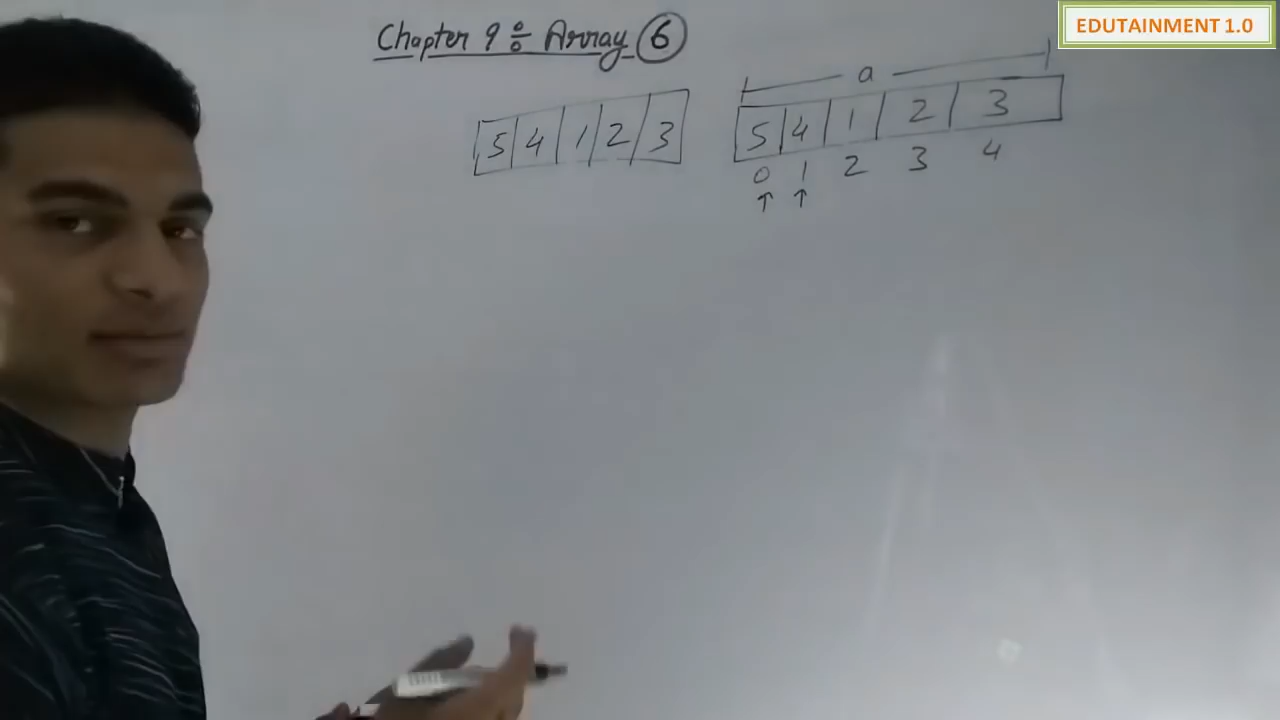 EDUTAINMENT 1.0
Chapter 9 : Array 6
a
5 4 1 2 3
5 4 1 2 3
0 1 2 3 4
↑ ↑